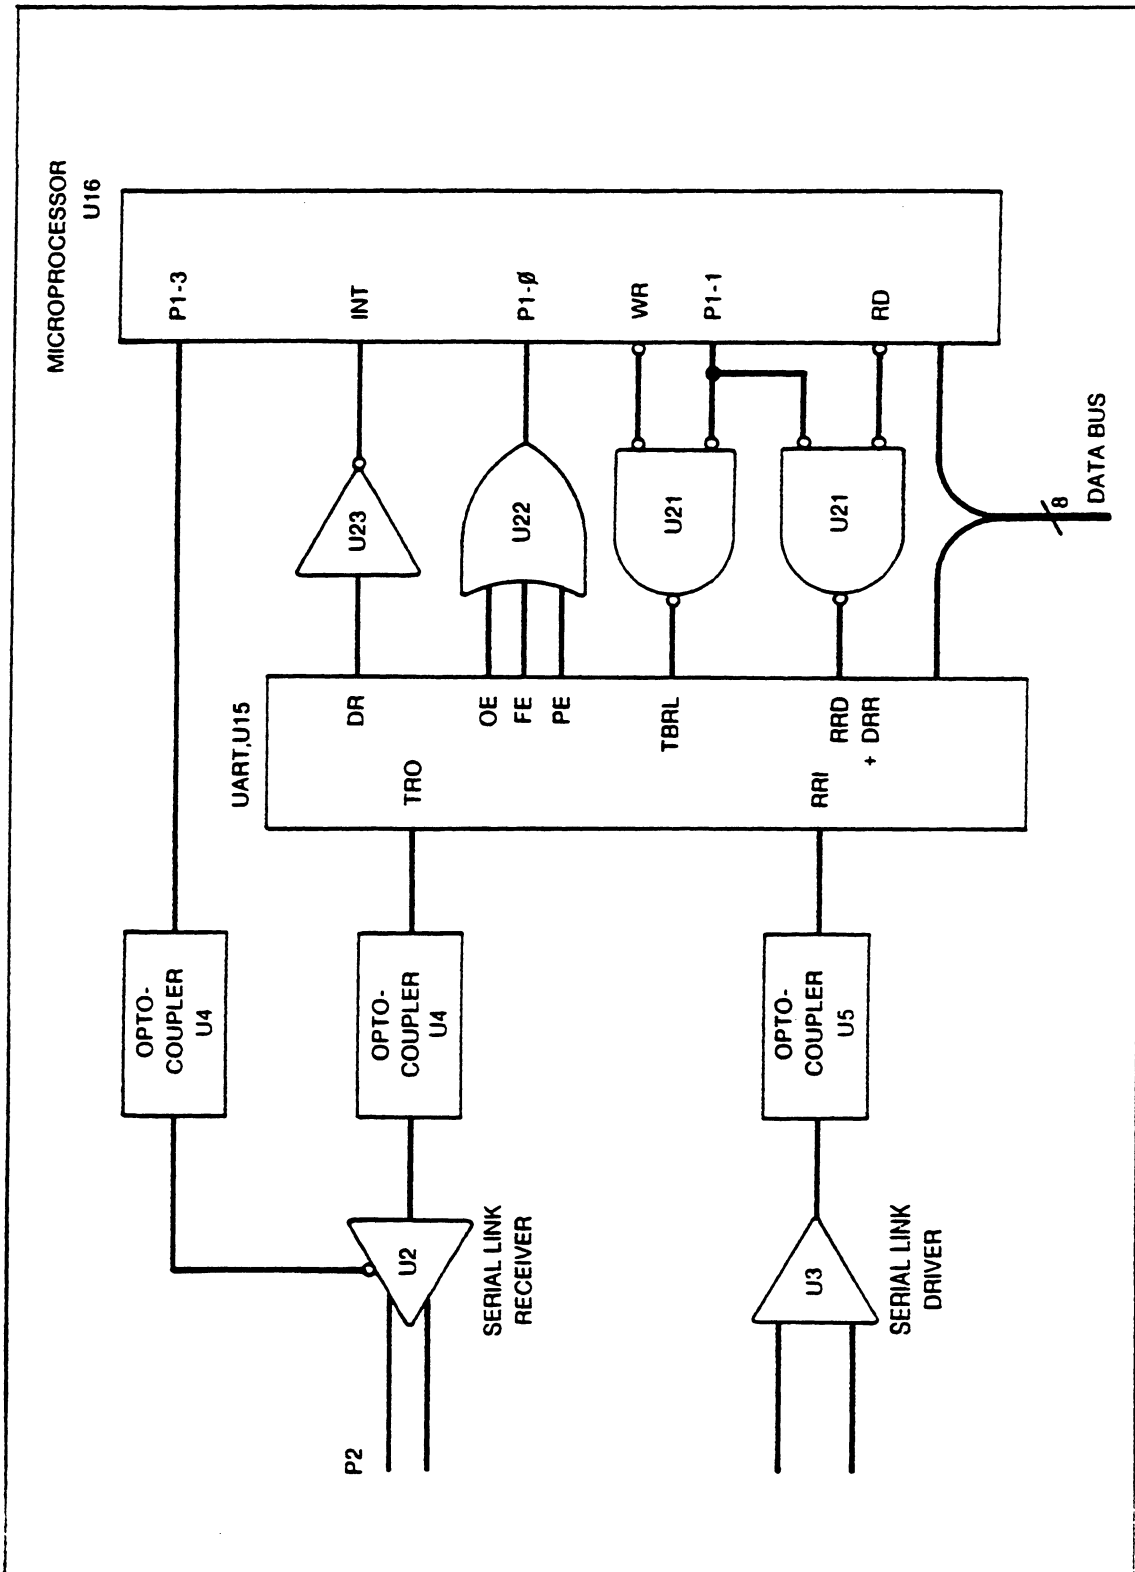 MICROPROCESSOR
U16
P1-3
INT
P1-Ø
WR
P1-1
RD
U23
U22
U21
U21
8
DATA BUS
UART,U15
DR
OE
FE
PE
TBRL
RRD
+ DRR
TRO
RRI
OPTO-
COUPLER
U4
OPTO-
COUPLER
U4
OPTO-
COUPLER
U5
U2
SERIAL LINK
RECEIVER
U3
SERIAL LINK
DRIVER
P2